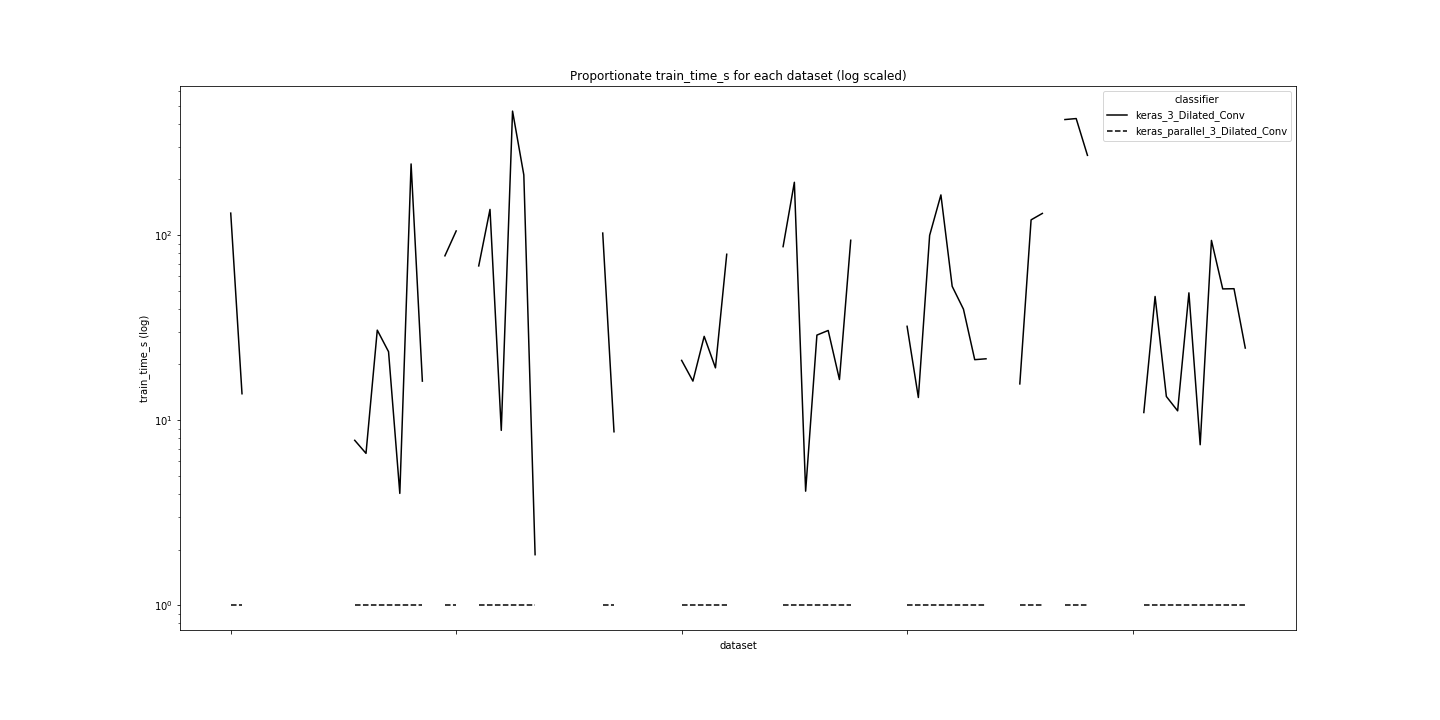 Proportionate train_time_s for each dataset (log scaled)
classifier
keras_3_Dilated_Conv
keras_parallel_3_Dilated_Conv
10²
10¹
10⁰
train_time_s (log)
dataset